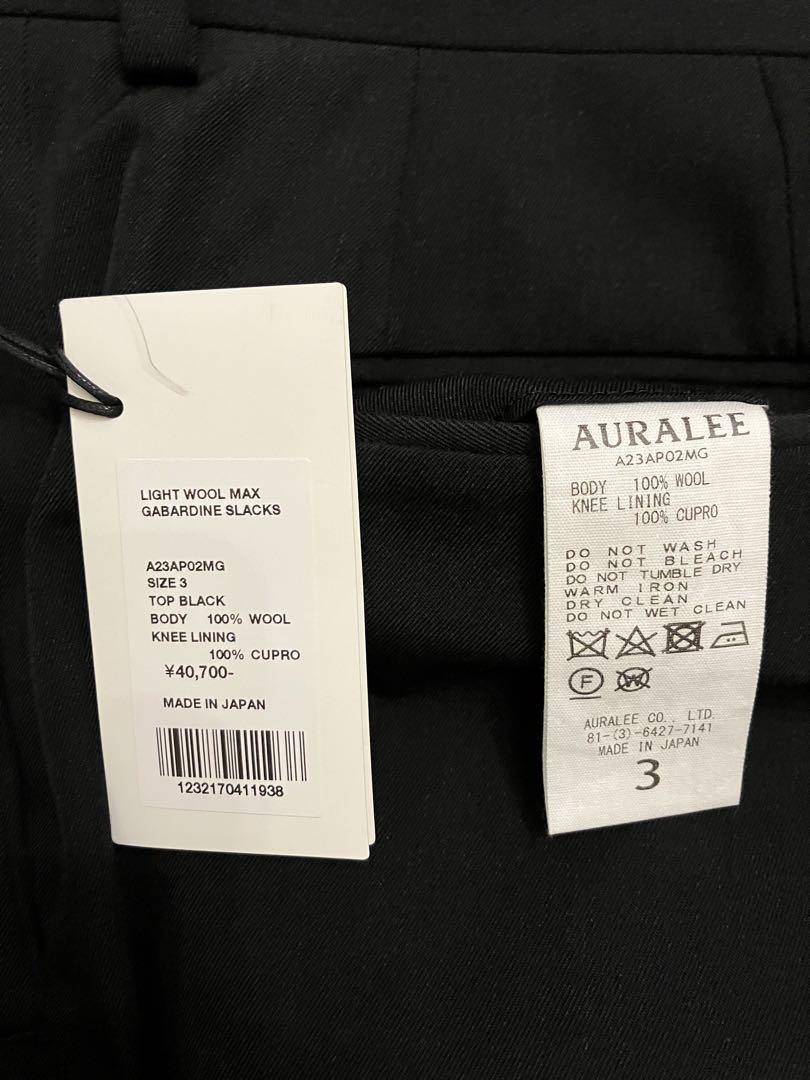 LIGHT WOOL MAX
GABARDINE SLACKS
A23AP02MG
SIZE 3
TOP BLACK
BODY 100% WOOL
KNEE LINING
100% CUPRO
¥40,700-
MADE IN JAPAN
1232170411938
AURALEE
A23AP02MG
BODY 100% WOOL
KNEE LINING
100% CUPRO
DO NOT WASH
DO NOT BLEACH
DO NOT TUMBLE DRY
WARM IRON
DRY CLEAN
DO NOT WET CLEAN
F W
AURALEE CO., LTD.
81-(3)-6427-7141
MADE IN JAPAN
3